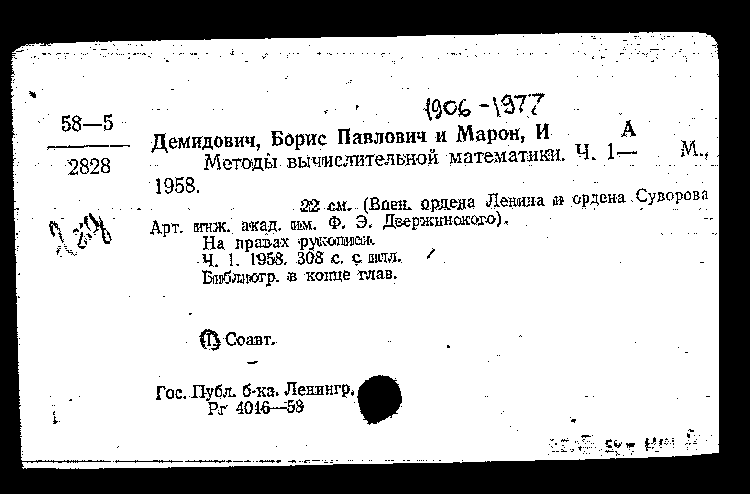 1906-1977
58—5
2828
Демидович, Борис Павлович и Марон, И А
Методы вычислительной математики. Ч. 1— М.,
1958.
22 см. (Воен. ордена Ленина и ордена Суворова
Арт. инж. акад. им. Ф. Э. Дзержинского).
На правах рукописи.
Ч. 1. 1958. 308 с. с илл.
Библиогр. в конце глав.
Соавт.
Гос. Публ. б-ка. Ленингр.
Рг 4016—58